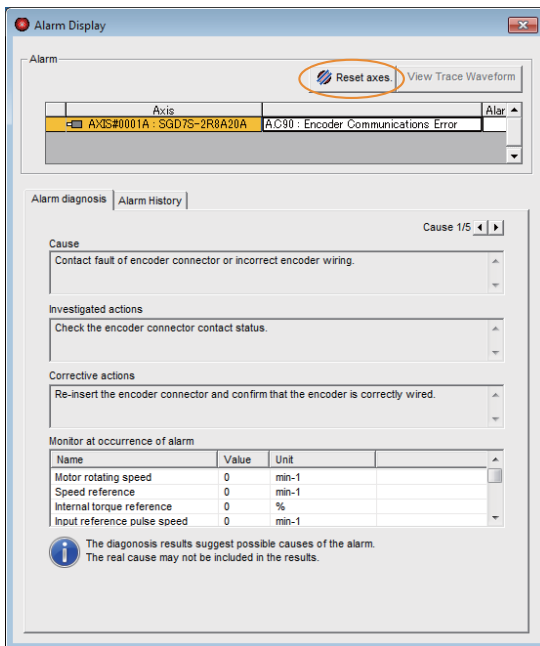 Alarm Display
Alarm
Reset axes.
View Trace Waveform
Axis
Alar
AXIS#0001A : SGD7S-2R8A20A
A.C90 : Encoder Communications Error
Alarm diagnosis
Alarm History
Cause 1/5
Cause
Contact fault of encoder connector or incorrect encoder wiring.
Investigated actions
Check the encoder connector contact status.
Corrective actions
Re-insert the encoder connector and confirm that the encoder is correctly wired.
Monitor at occurrence of alarm
Name Value Unit
Motor rotating speed 0 min-1
Speed reference 0 min-1
Internal torque reference 0 %
Input reference pulse speed 0 min-1
The diagonosis results suggest possible causes of the alarm.
The real cause may not be included in the results.